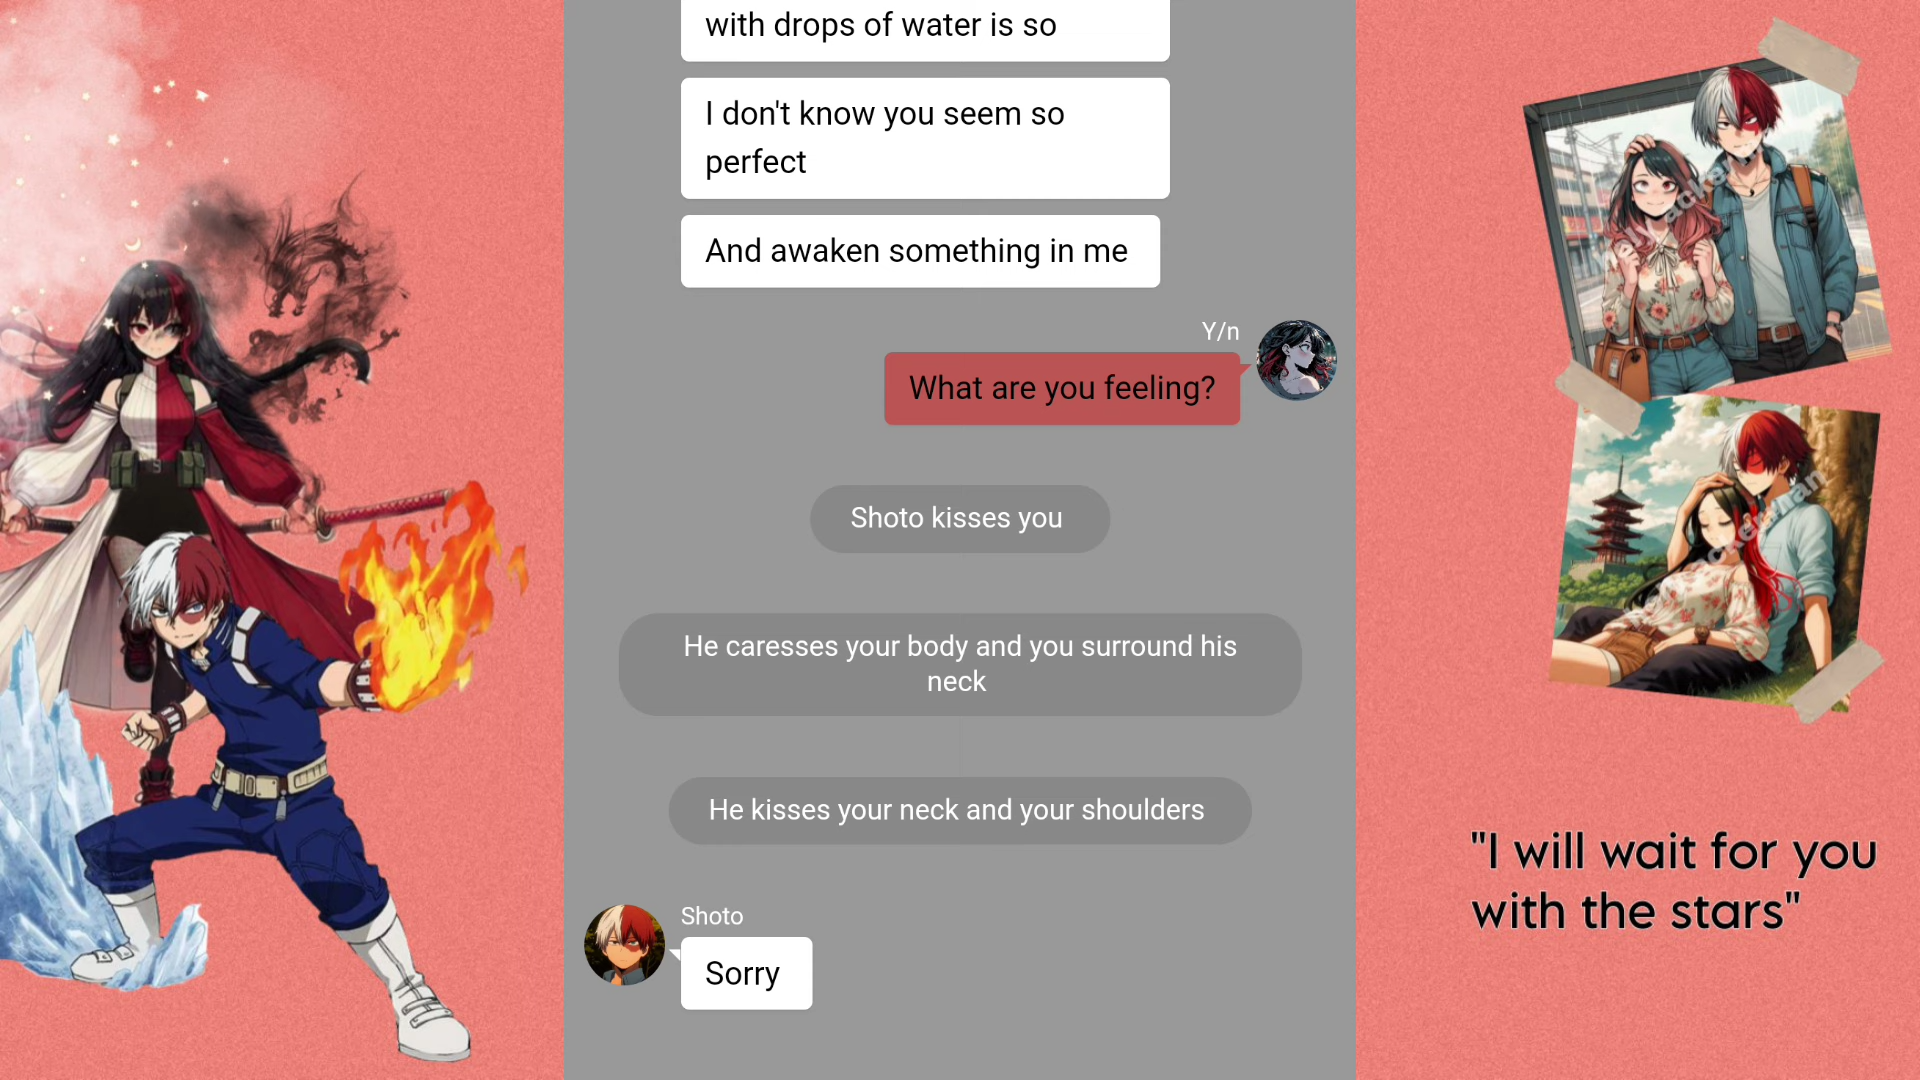 with drops of water is so
I don't know you seem so
perfect
And awaken something in me
Y/n
What are you feeling?
Shoto kisses you
He caresses your body and you surround his
neck
He kisses your neck and your shoulders
Shoto
Sorry
"I will wait for you
with the stars"